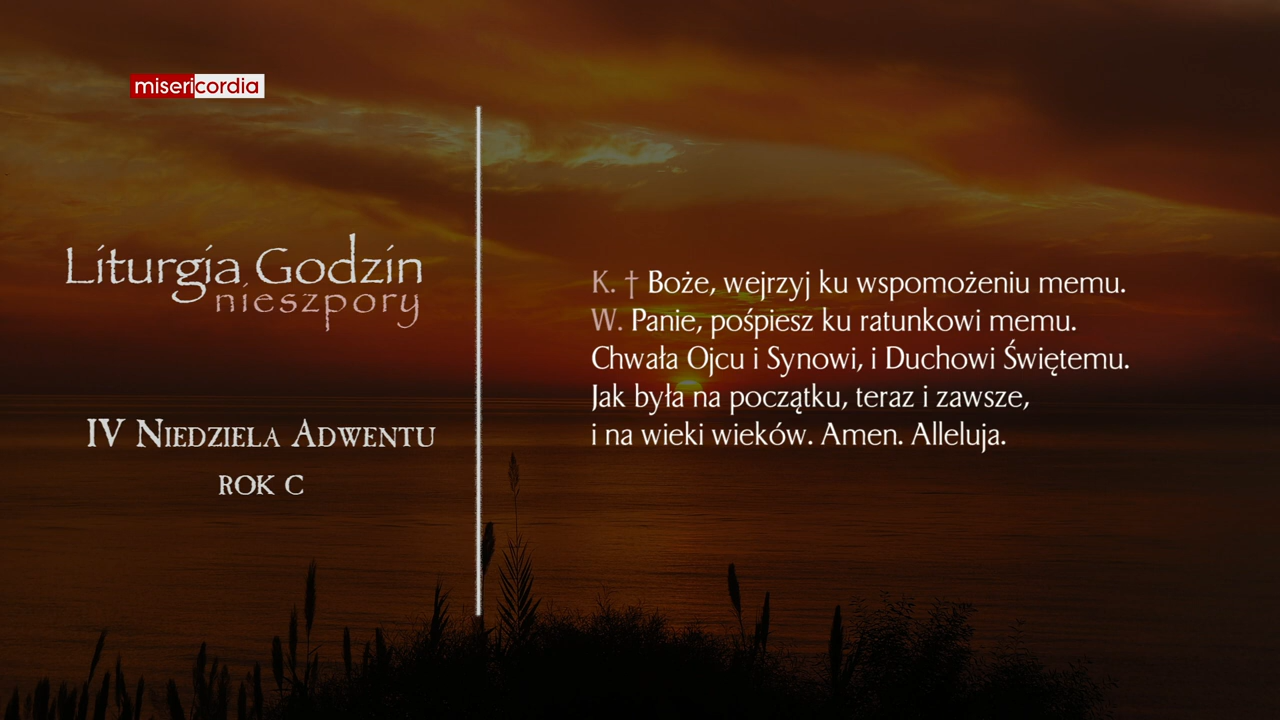 misericordia
Liturgia Godzin
nieszpory
IV Niedziela Adwentu
rok C
K. † Boże, wejrzyj ku wspomożeniu memu.
W. Panie, pośpiesz ku ratunkowi memu.
Chwała Ojcu i Synowi, i Duchowi Świętemu.
Jak była na początku, teraz i zawsze,
i na wieki wieków. Amen. Alleluja.